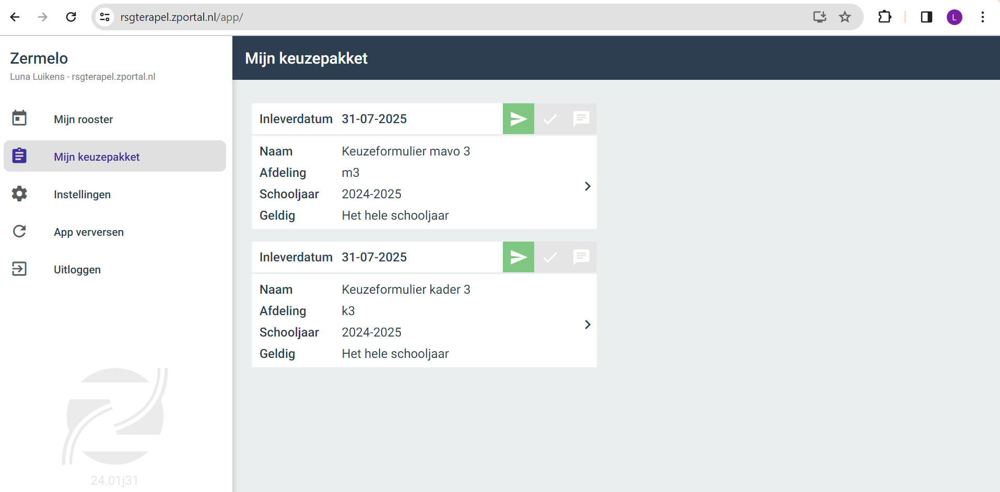 rsgterapel.zportal.nl/app/
L
Zermelo
Luna Luikens - rsgterapel.zportal.nl
Mijn rooster
Mijn keuzepakket
Instellingen
App verversen
Uitloggen
24.01j31
Mijn keuzepakket
Inleverdatum 31-07-2025
Naam Keuzeformulier mavo 3
Afdeling m3
Schooljaar 2024-2025
Geldig Het hele schooljaar
Inleverdatum 31-07-2025
Naam Keuzeformulier kader 3
Afdeling k3
Schooljaar 2024-2025
Geldig Het hele schooljaar